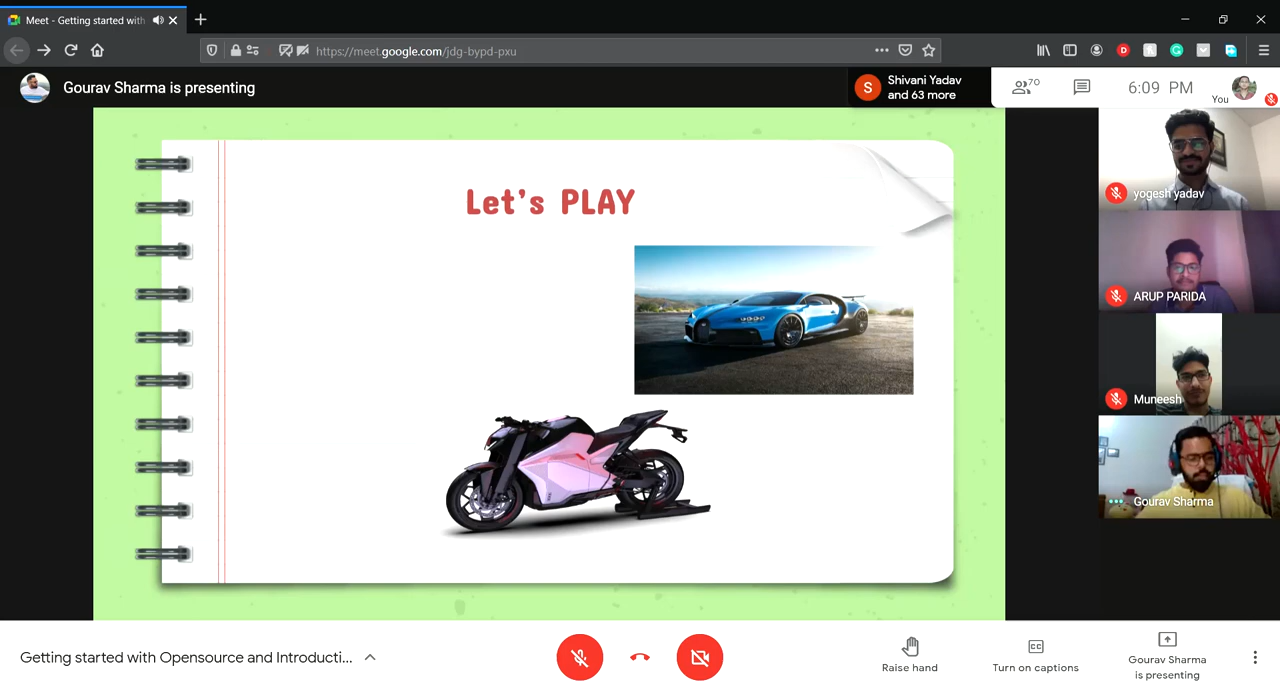 Meet - Getting started with
https://meet.google.com/jdg-bypd-pxu
D
Gourav Sharma is presenting
S
Shivani Yadav
and 63 more
70
6:09 PM
You
Let's PLAY
yogesh yadav
ARUP PARIDA
Muneesh
Gourav Sharma
Getting started with Opensource and Introducti...
Raise hand
CC
Turn on captions
Gourav Sharma
is presenting